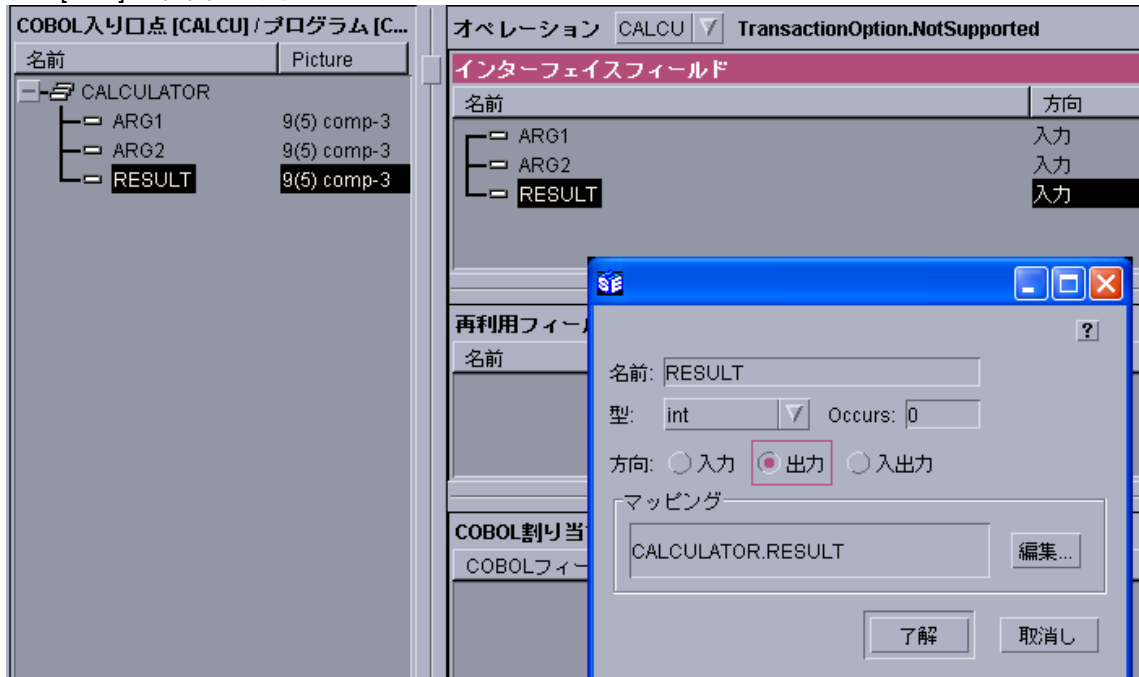 COBOL入り口点 [CALCU] / プログラム [C...
名前 Picture
CALCULATOR
ARG1 9(5) comp-3
ARG2 9(5) comp-3
RESULT 9(5) comp-3
オペレーション CALCU TransactionOption.NotSupported
インターフェイスフィールド
名前 方向
ARG1 入力
ARG2 入力
RESULT 入力
再利用フィー
名前
COBOL割り当
COBOLフィー
?
名前: RESULT
型: int Occurs: 0
方向: 入力 出力 入出力
マッピング
CALCULATOR.RESULT 編集...
了解 取消し